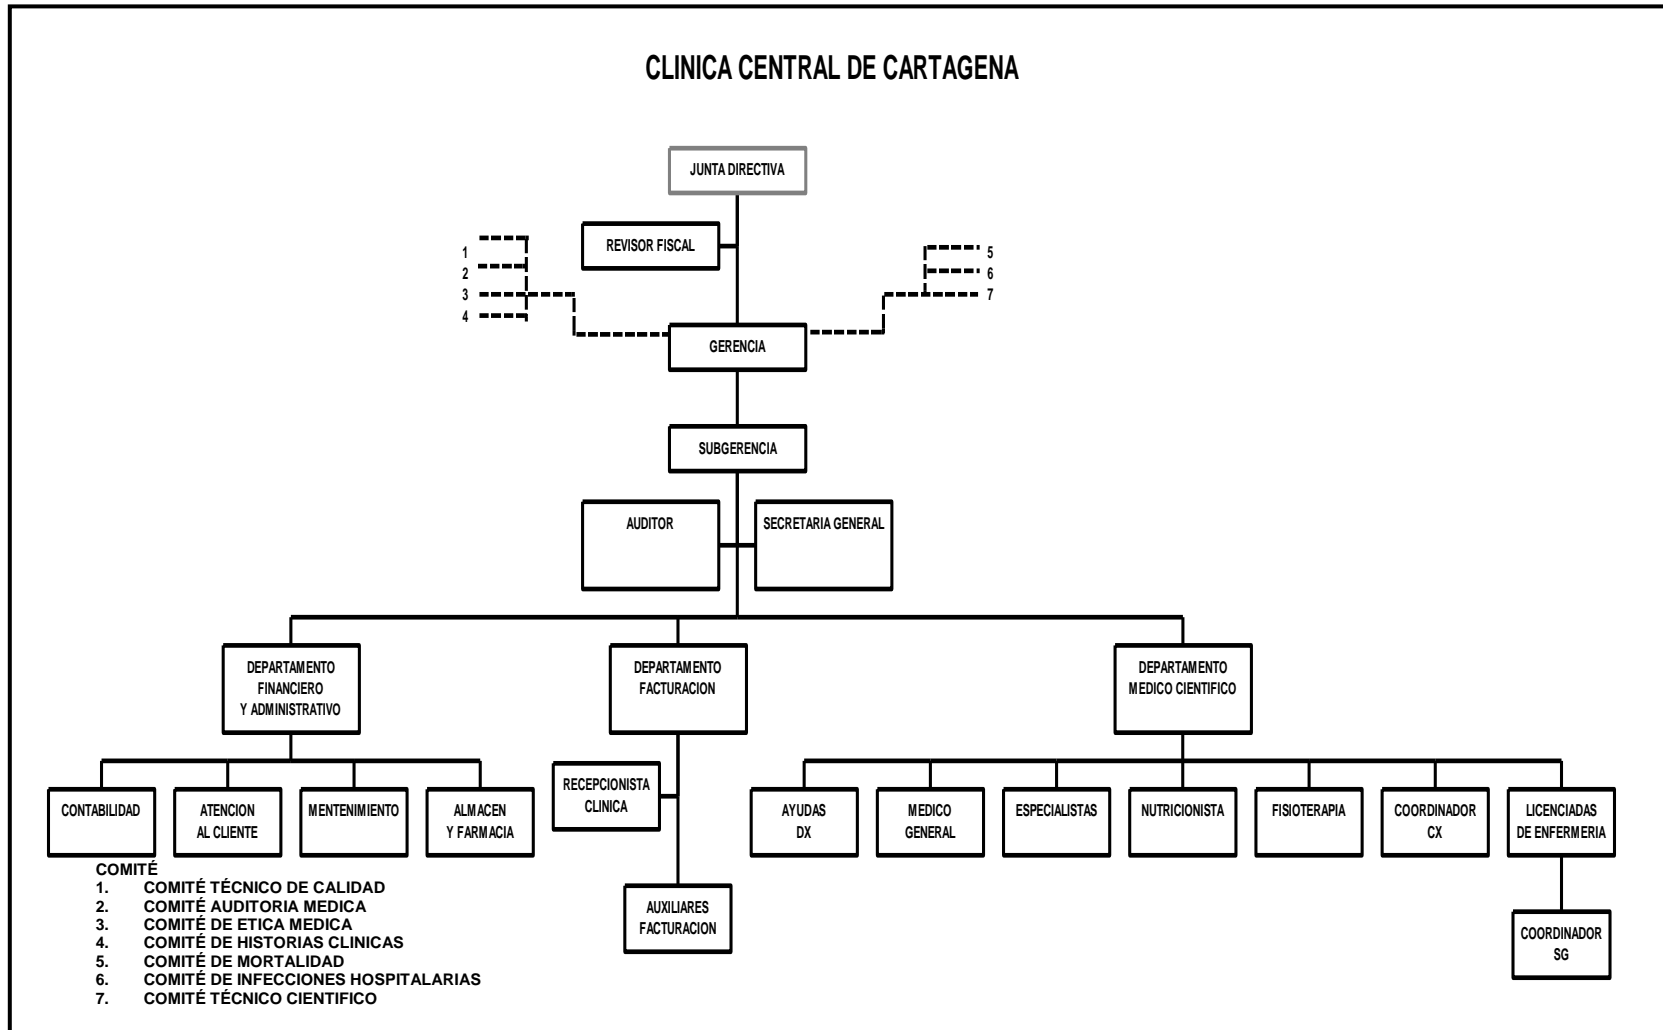 CLINICA CENTRAL DE CARTAGENA
JUNTA DIRECTIVA
REVISOR FISCAL
1
2
3
4
5
6
7
GERENCIA
SUBGERENCIA
AUDITOR
SECRETARIA GENERAL
DEPARTAMENTO
FINANCIERO
Y ADMINISTRATIVO
DEPARTAMENTO
FACTURACION
DEPARTAMENTO
MEDICO CIENTIFICO
CONTABILIDAD
ATENCION
AL CLIENTE
MENTENIMIENTO
ALMACEN
Y FARMACIA
RECEPCIONISTA
CLINICA
AUXILIARES
FACTURACION
AYUDAS
DX
MEDICO
GENERAL
ESPECIALISTAS
NUTRICIONISTA
FISIOTERAPIA
COORDINADOR
CX
LICENCIADAS
DE ENFERMERIA
COORDINADOR
SG
COMITÉ
1. COMITÉ TÉCNICO DE CALIDAD
2. COMITÉ AUDITORIA MEDICA
3. COMITÉ DE ETICA MEDICA
4. COMITÉ DE HISTORIAS CLINICAS
5. COMITÉ DE MORTALIDAD
6. COMITÉ DE INFECCIONES HOSPITALARIAS
7. COMITÉ TÉCNICO CIENTIFICO